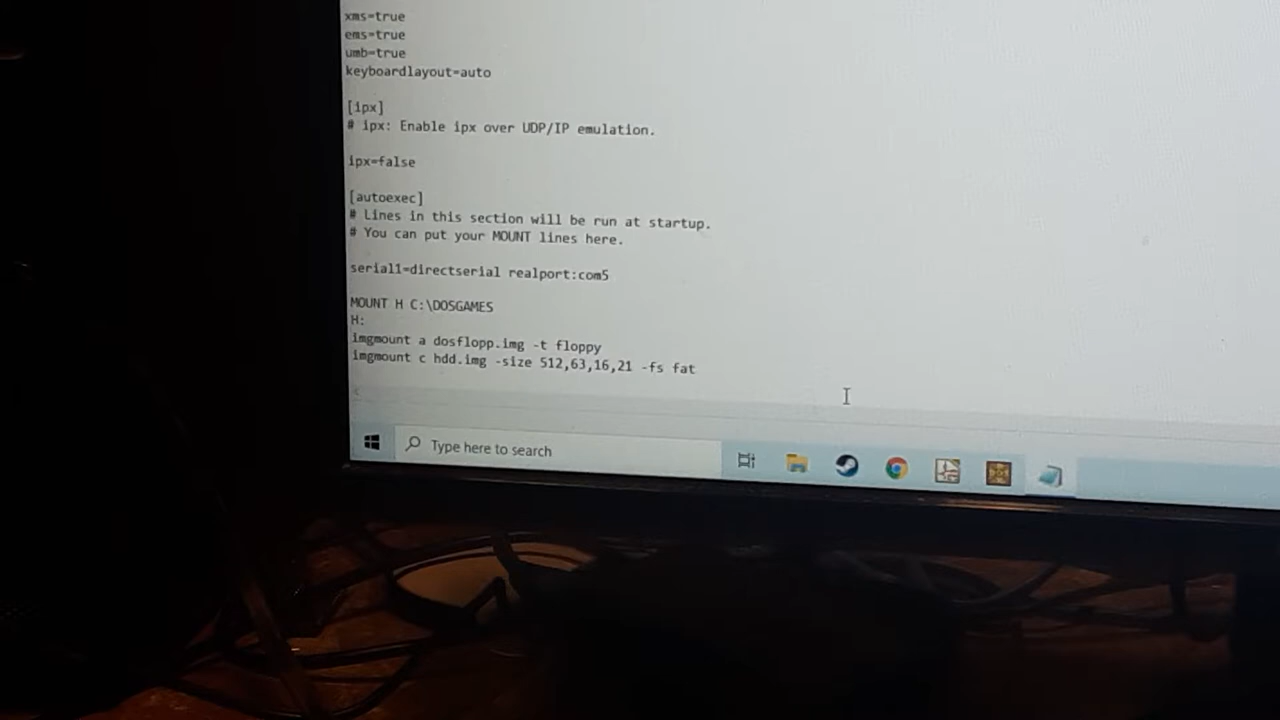 xms=true
ems=true
umb=true
keyboardlayout=auto
[ipx]
# ipx: Enable ipx over UDP/IP emulation.
ipx=false
[autoexec]
# Lines in this section will be run at startup.
# You can put your MOUNT lines here.
serial1=directserial realport:com5
MOUNT H C:\DOSGAMES
H:
imgmount a dosflopp.img -t floppy
imgmount c hdd.img -size 512,63,16,21 -fs fat
Type here to search